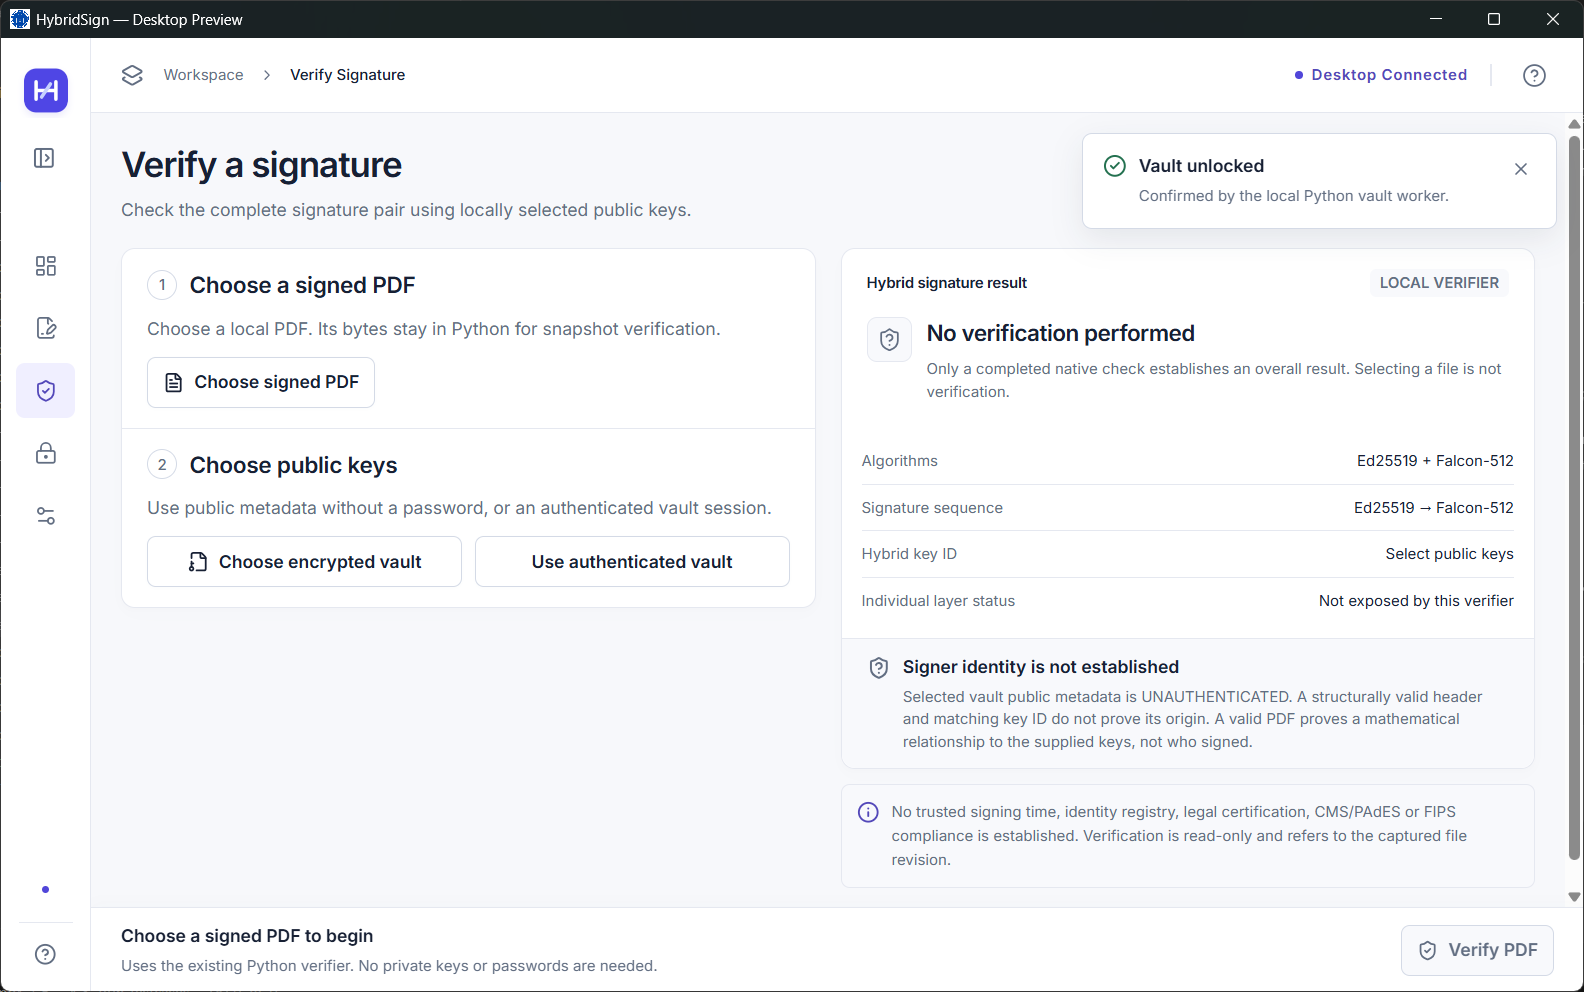 HybridSign — Desktop Preview
Workspace
Verify Signature
Desktop Connected
Verify a signature
Check the complete signature pair using locally selected public keys.
Vault unlocked
Confirmed by the local Python vault worker.
1
Choose a signed PDF
Choose a local PDF. Its bytes stay in Python for snapshot verification.
Choose signed PDF
2
Choose public keys
Use public metadata without a password, or an authenticated vault session.
Choose encrypted vault
Use authenticated vault
Hybrid signature result
LOCAL VERIFIER
No verification performed
Only a completed native check establishes an overall result. Selecting a file is not
verification.
Algorithms
Ed25519 + Falcon-512
Signature sequence
Ed25519 → Falcon-512
Hybrid key ID
Select public keys
Individual layer status
Not exposed by this verifier
Signer identity is not established
Selected vault public metadata is UNAUTHENTICATED. A structurally valid header
and matching key ID do not prove its origin. A valid PDF proves a mathematical
relationship to the supplied keys, not who signed.
No trusted signing time, identity registry, legal certification, CMS/PAdES or FIPS
compliance is established. Verification is read-only and refers to the captured file
revision.
Choose a signed PDF to begin
Uses the existing Python verifier. No private keys or passwords are needed.
Verify PDF